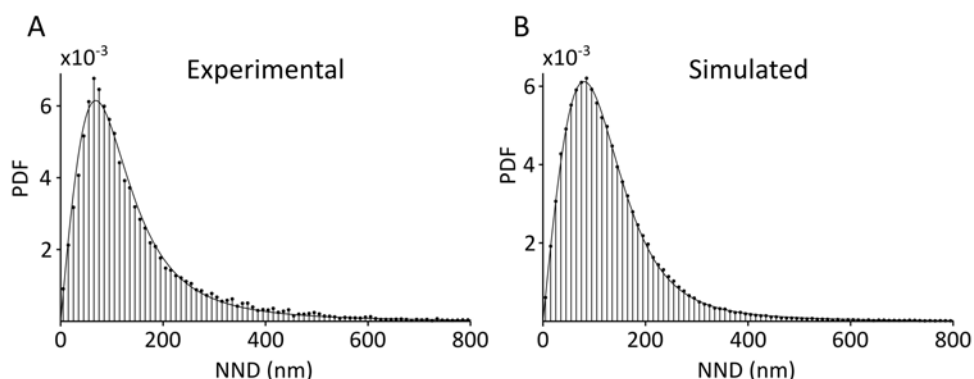 A
x10-3
Experimental
6
4
2
PDF
0 200 400 600 800
NND (nm)
B
x10-3
Simulated
6
4
2
PDF
0 200 400 600 800
NND (nm)